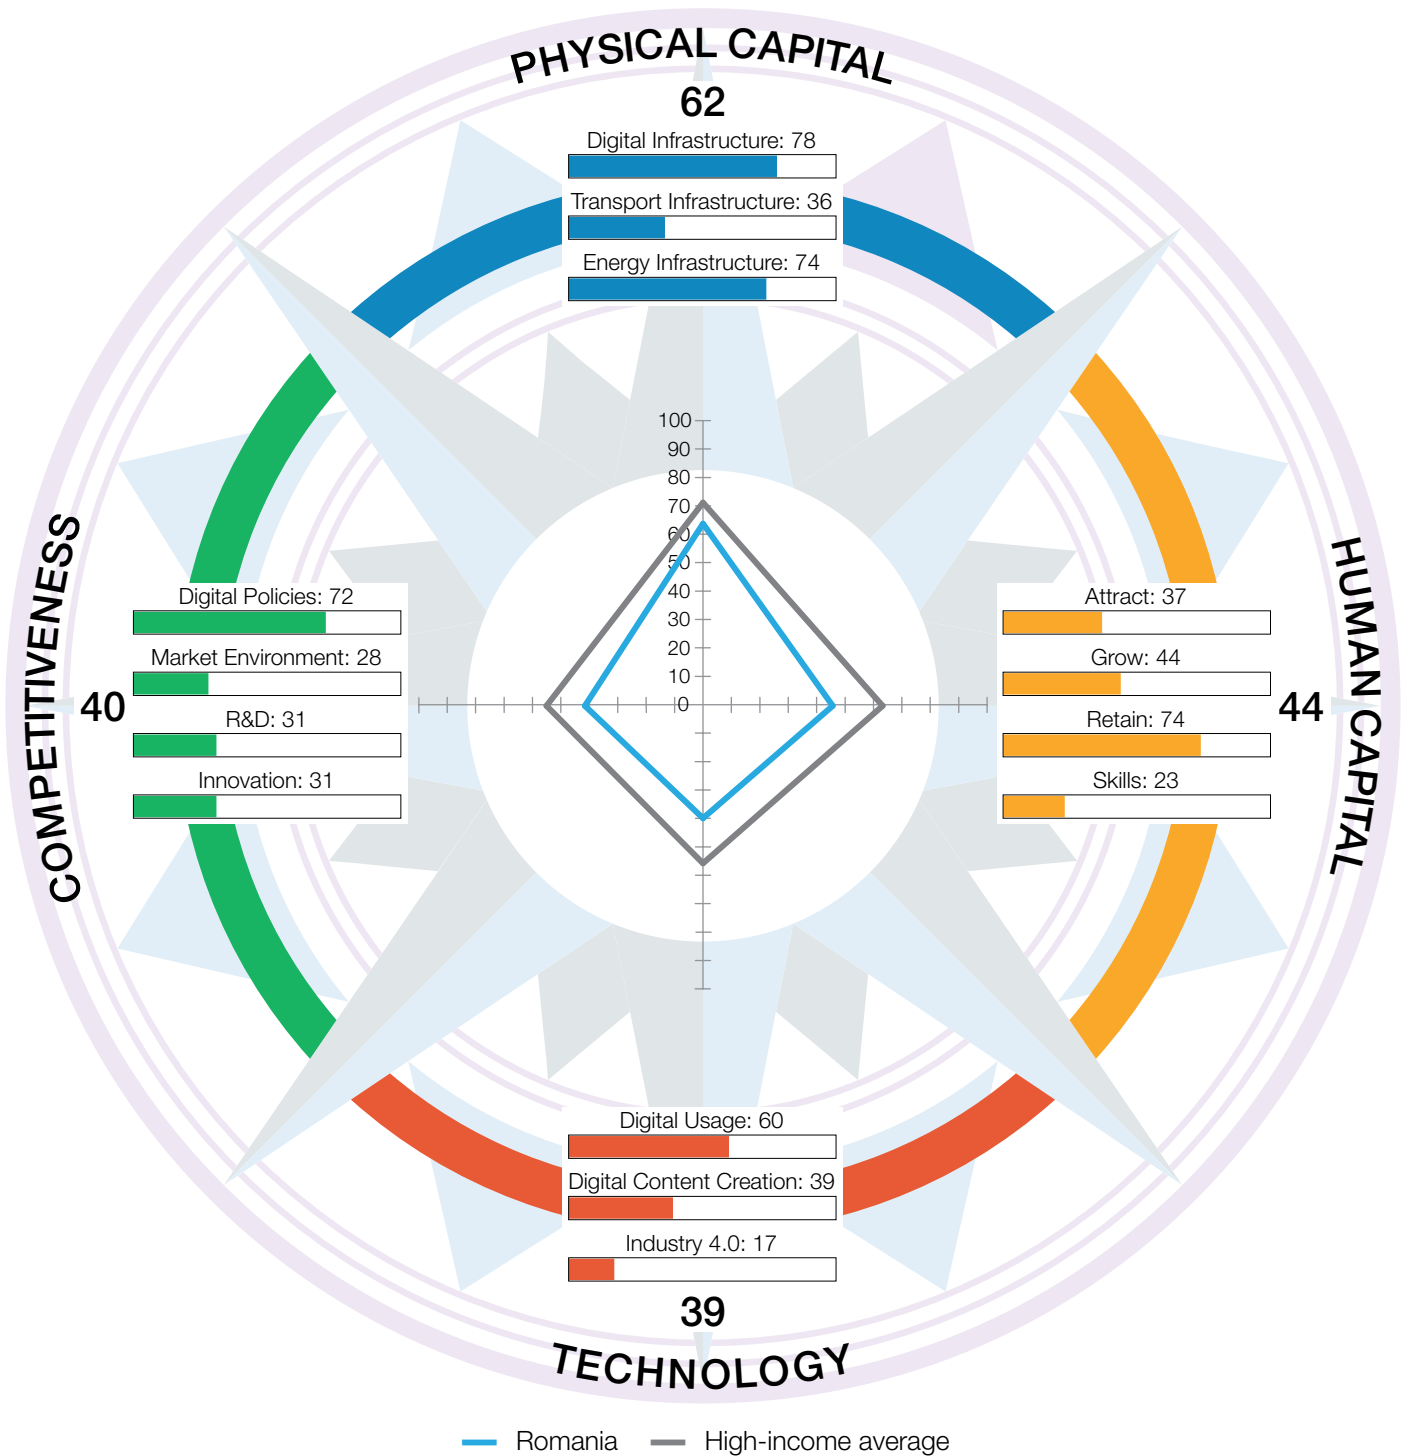 PHYSICAL CAPITAL
62
Digital Infrastructure: 78
Transport Infrastructure: 36
Energy Infrastructure: 74
100
90
80
70
60
50
40
30
20
10
0
COMPETITIVENESS
40
Digital Policies: 72
Market Environment: 28
R&D: 31
Innovation: 31
HUMAN CAPITAL
44
Attract: 37
Grow: 44
Retain: 74
Skills: 23
Digital Usage: 60
Digital Content Creation: 39
Industry 4.0: 17
39
TECHNOLOGY
Romania
High-income average